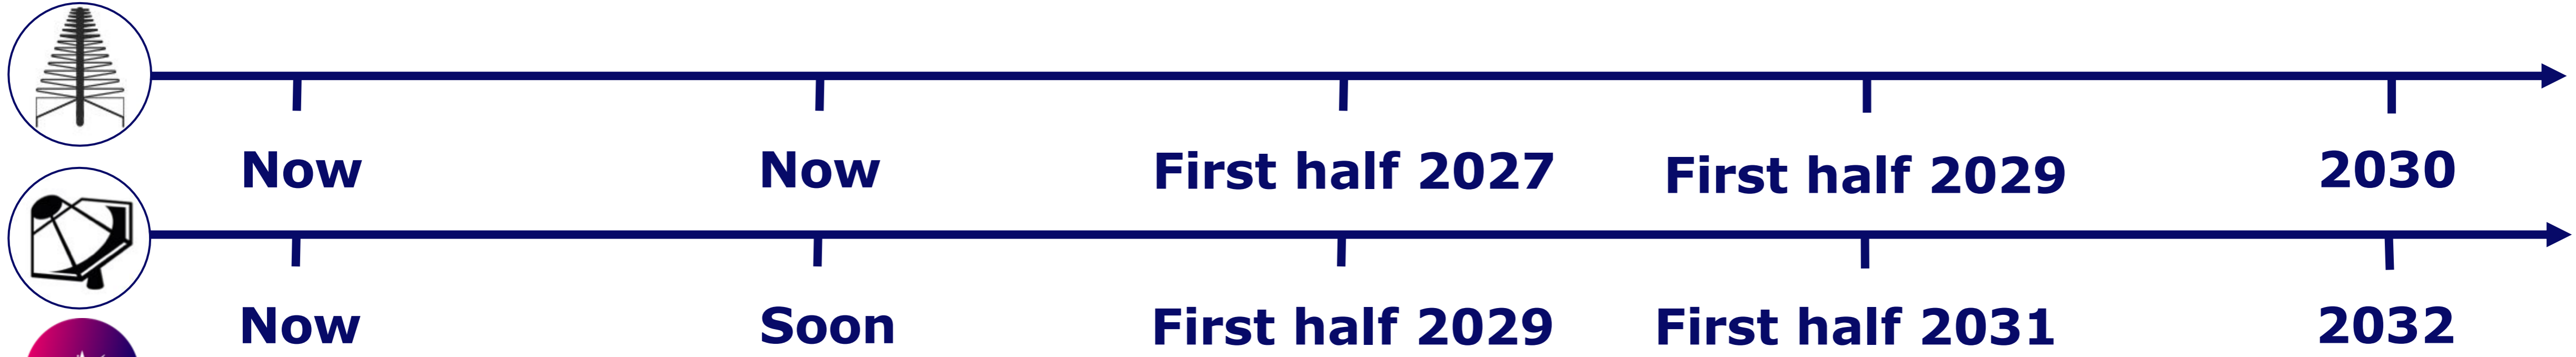 Now Now First half 2027 First half 2029 2030
Now Soon First half 2029 First half 2031 2032